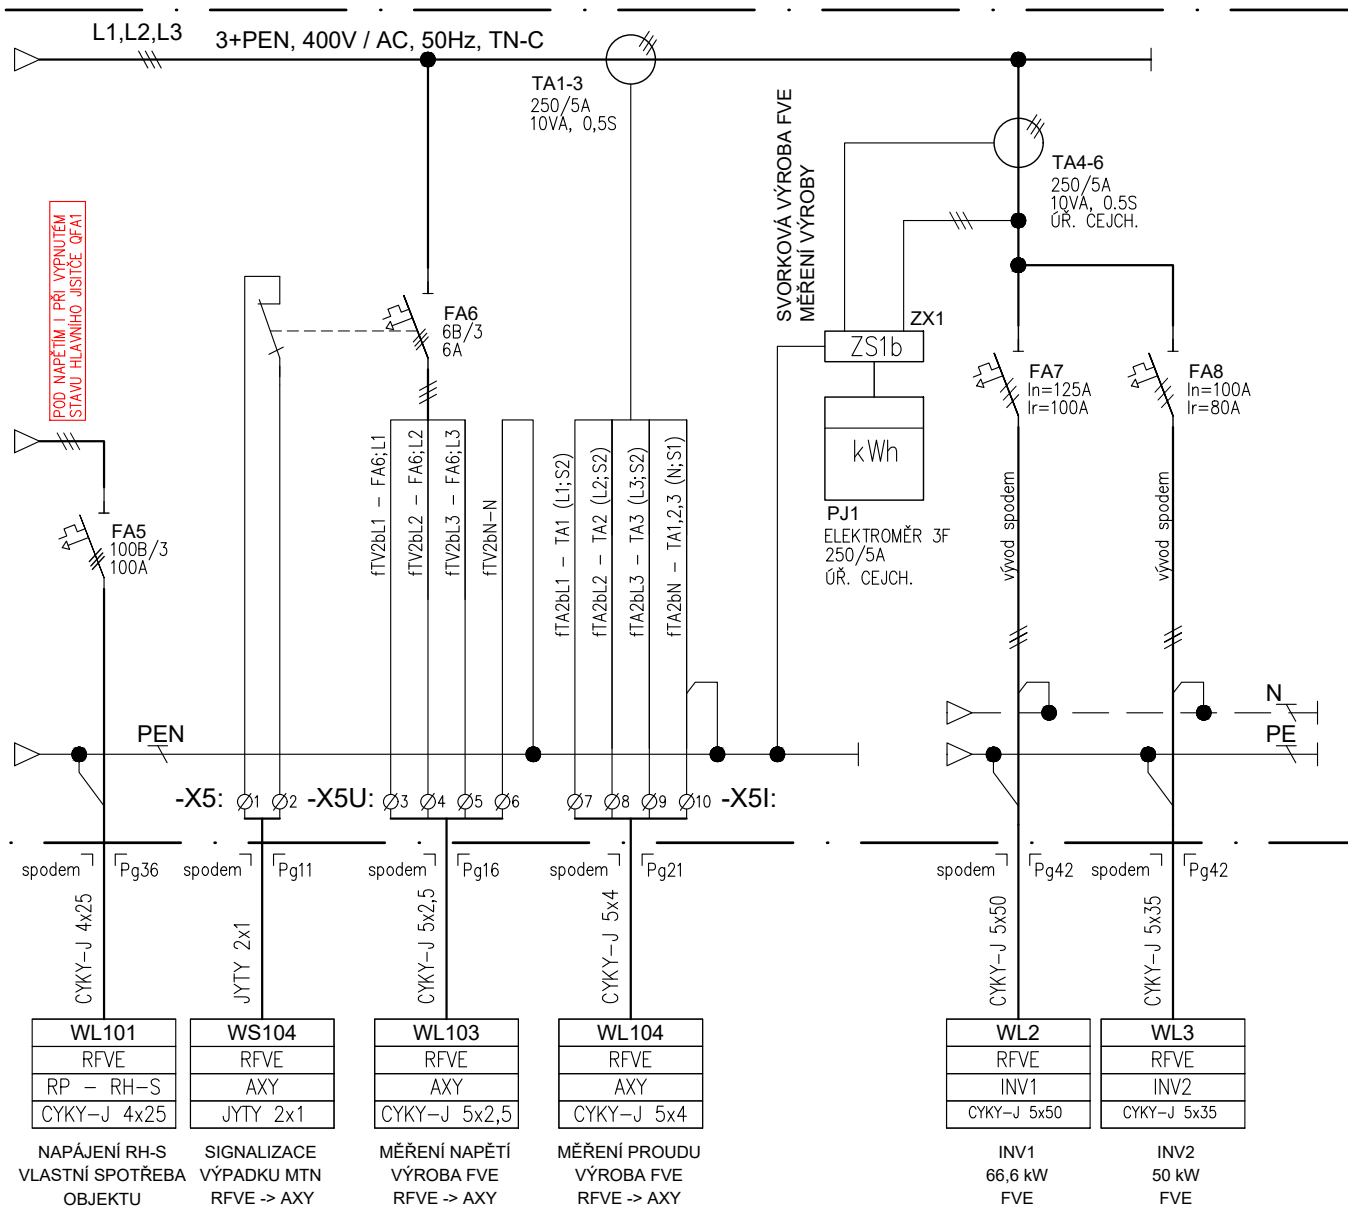 L1,L2,L3
3+PEN, 400V / AC, 50Hz, TN-C
TA1-3
250/5A
10VA, 0,5S
SVORKOVÁ VÝROBA FVE
MĚŘENÍ VÝROBY
TA4-6
250/5A
10VA, 0.5S
ÚŘ. CEJCH.
POD NAPĚTÍM I PŘI VYPNUTÉM
STAVU HLAVNÍHO JISTIČE QFA1
FA6
6B/3
6A
ZX1
ZS1b
kWh
PJ1
ELEKTROMĚR 3F
250/5A
ÚŘ. CEJCH.
FA7
In=125A
Ir=100A
FA8
In=100A
Ir=80A
FA5
100B/3
100A
fTV2bL1 – FA6;L1
fTV2bL2 – FA6;L2
fTV2bL3 – FA6;L3
fTV2bN–N
fTA2bL1 – TA1 (L1;S2)
fTA2bL2 – TA2 (L2;S2)
fTA2bL3 – TA3 (L3;S2)
fTA2bN – TA1,2,3 (N;S1)
vývod spodem
vývod spodem
PEN
N
PE
-X5:
1
2
-X5U:
3
4
5
6
7
8
9
10
-X5I:
spodem
Pg36
spodem
Pg11
spodem
Pg16
spodem
Pg21
spodem
Pg42
spodem
Pg42
CYKY–J 4x25
JYTY 2x1
CYKY–J 5x2,5
CYKY–J 5x4
CYKY–J 5x50
CYKY–J 5x35
WL101
RFVE
RP – RH–S
CYKY–J 4x25
NAPÁJENÍ RH-S
VLASTNÍ SPOTŘEBA
OBJEKTU
WS104
RFVE
AXY
JYTY 2x1
SIGNALIZACE
VÝPADKU MTN
RFVE -> AXY
WL103
RFVE
AXY
CYKY–J 5x2,5
MĚŘENÍ NAPĚTÍ
VÝROBA FVE
RFVE -> AXY
WL104
RFVE
AXY
CYKY–J 5x4
MĚŘENÍ PROUDU
VÝROBA FVE
RFVE -> AXY
WL2
RFVE
INV1
CYKY–J 5x50
INV1
66,6 kW
FVE
WL3
RFVE
INV2
CYKY–J 5x35
INV2
50 kW
FVE